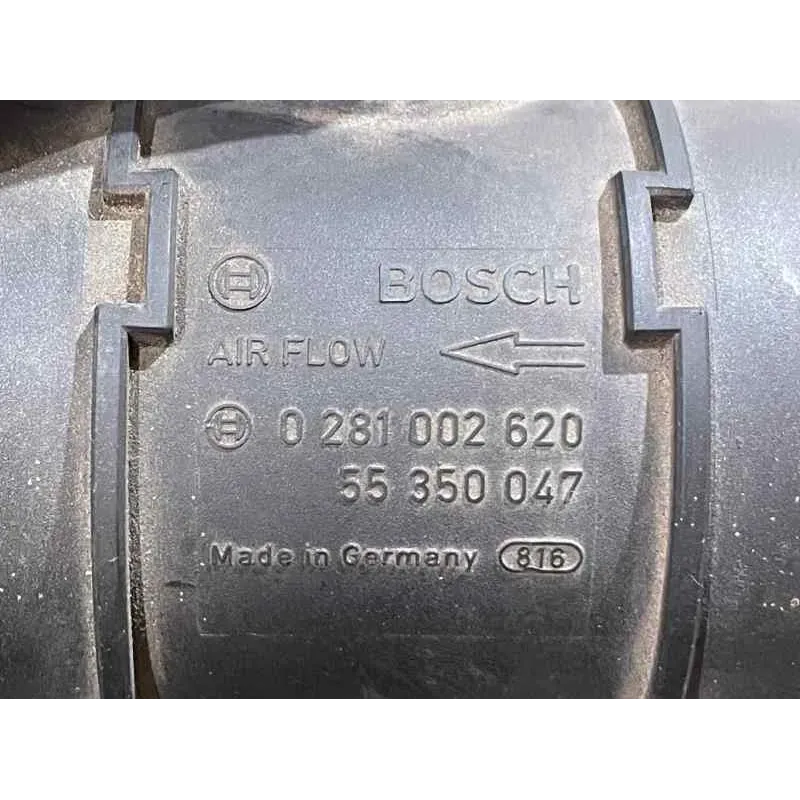 BOSCH
AIR FLOW
0 281 002 620
55 350 047
Made in Germany 816